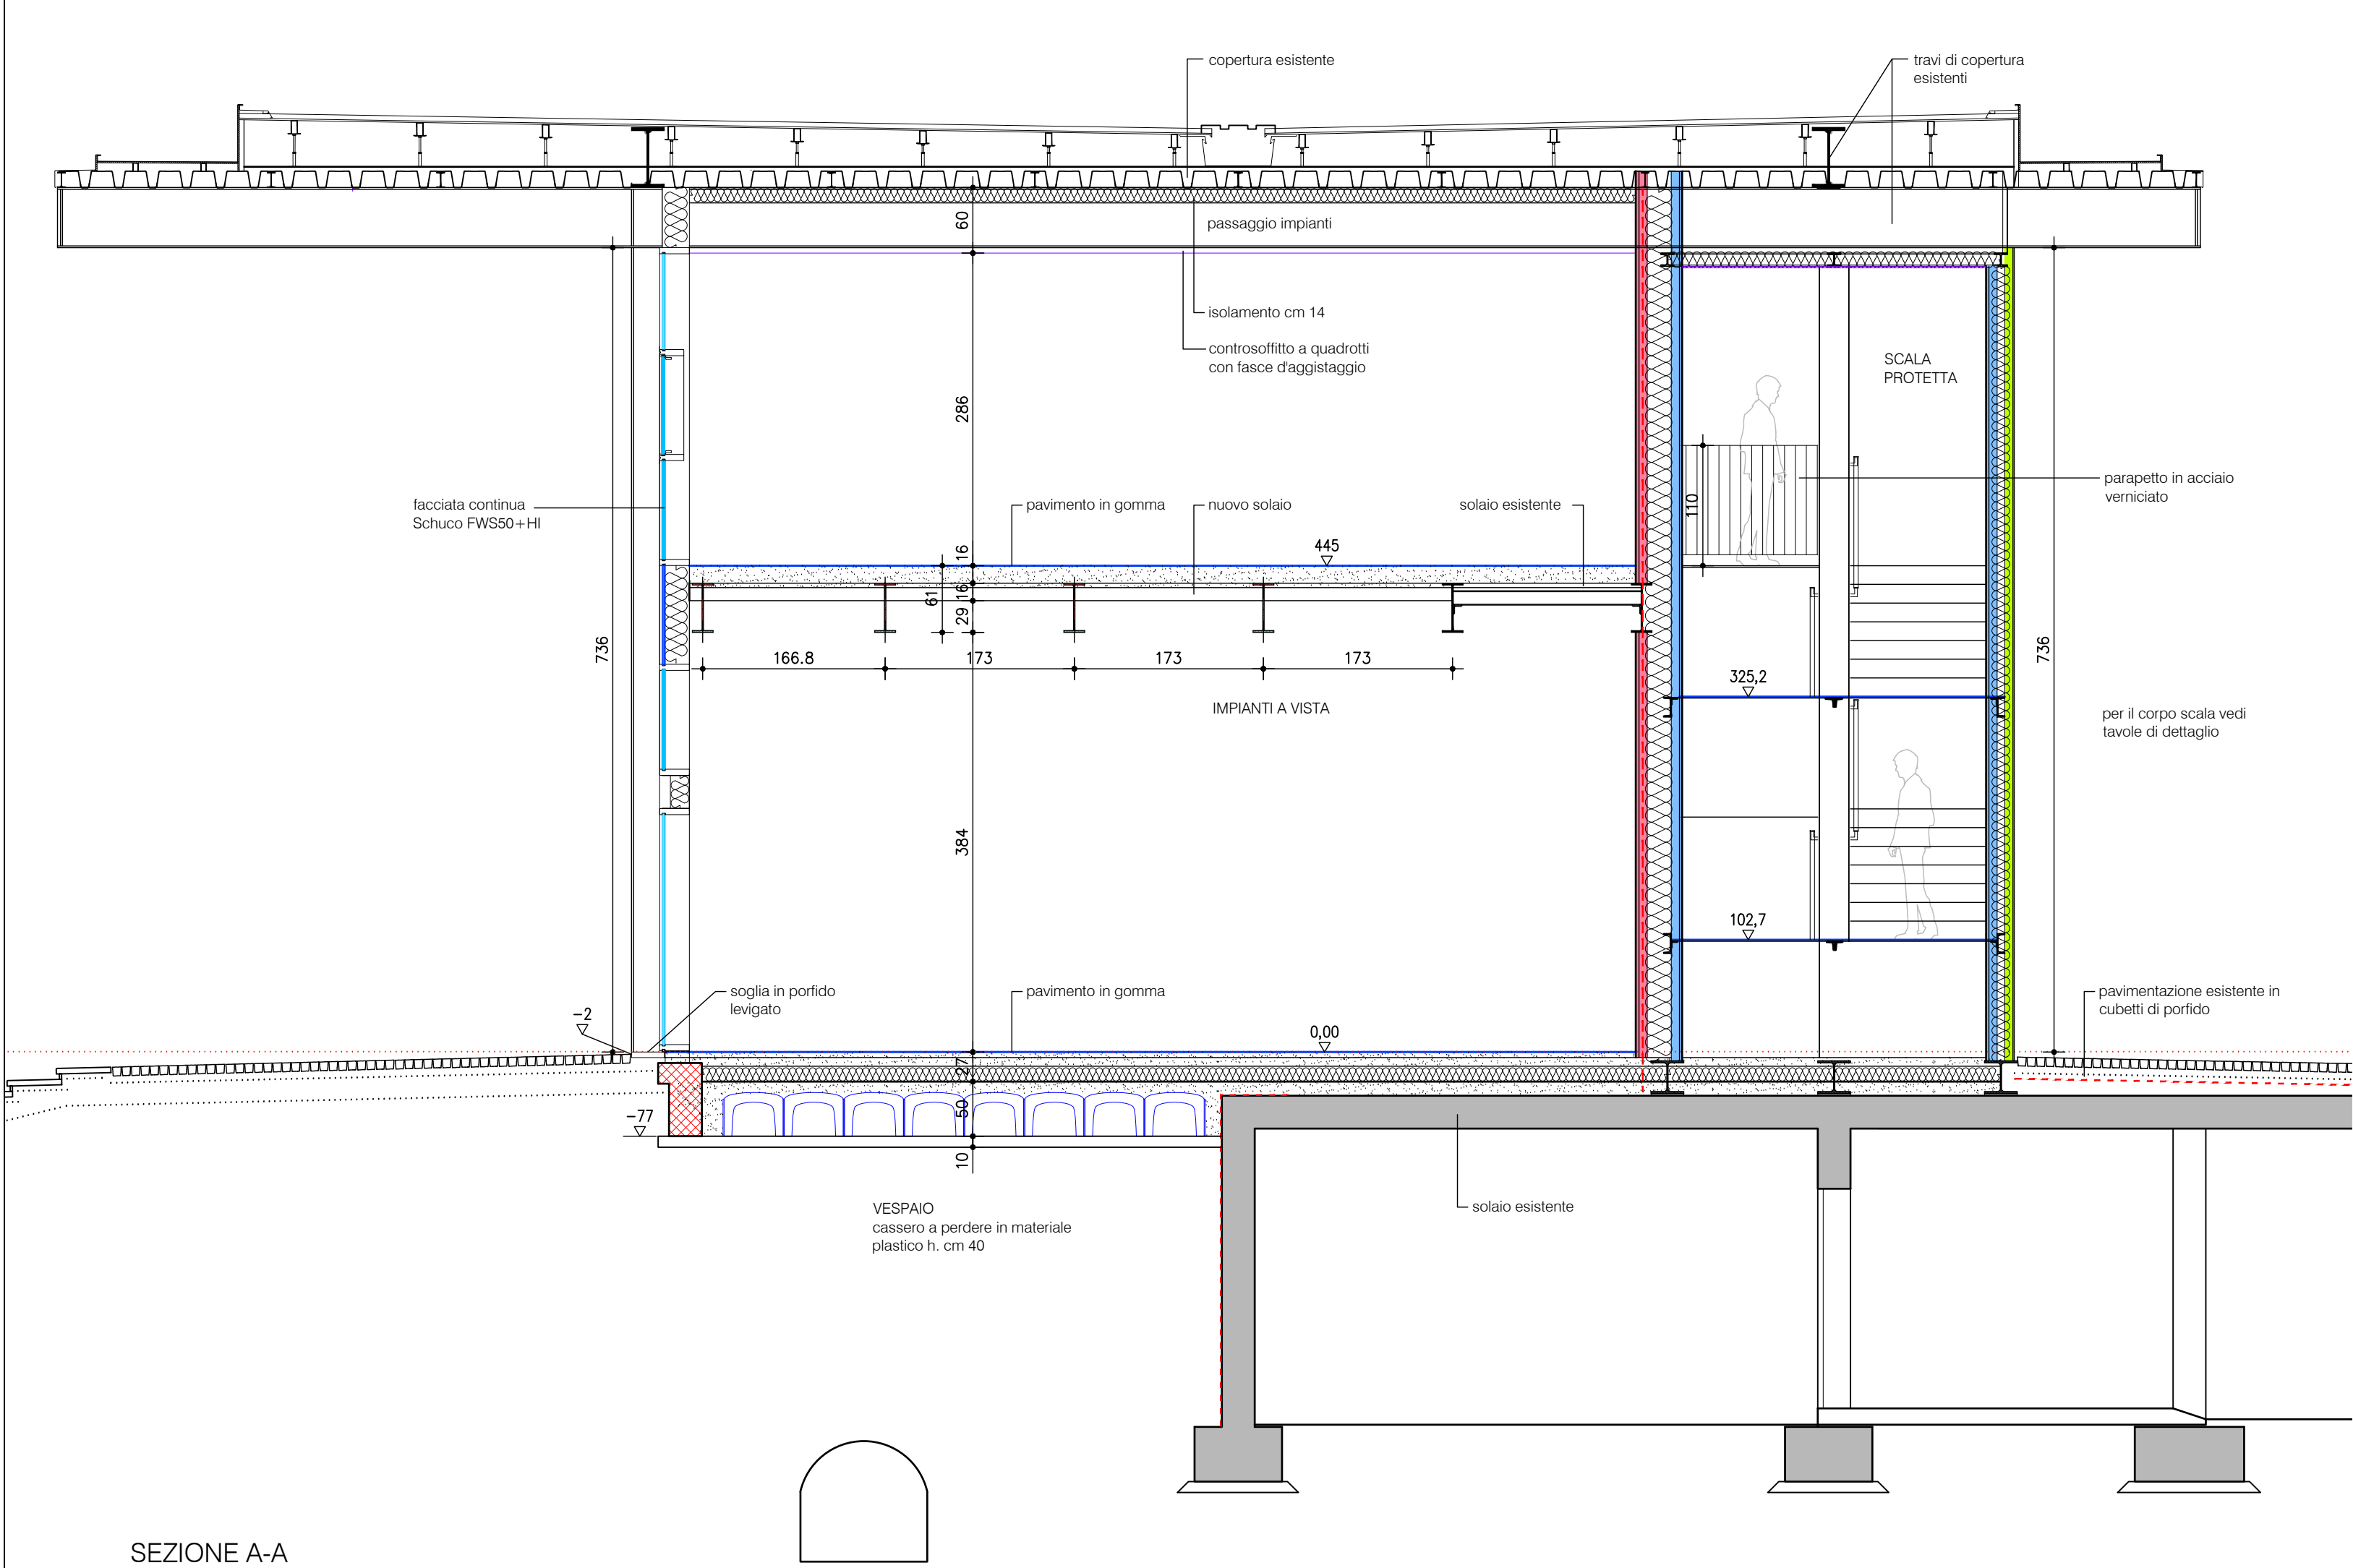 copertura esistente
travi di copertura
esistenti
60
passaggio impianti
isolamento cm 14
controsoffitto a quadrotti
con fasce d'aggistaggio
SCALA
PROTETTA
286
facciata continua
Schuco FWS50+HI
pavimento in gomma
nuovo solaio
solaio esistente
parapetto in acciaio
verniciato
110
16
445
61
16
29
736
166.8
173
173
173
736
325,2
IMPIANTI A VISTA
per il corpo scala vedi
tavole di dettaglio
384
102,7
soglia in porfido
levigato
pavimento in gomma
pavimentazione esistente in
cubetti di porfido
-2
0,00
27
50
-77
10
VESPAIO
cassero a perdere in materiale
plastico h. cm 40
solaio esistente
SEZIONE A-A